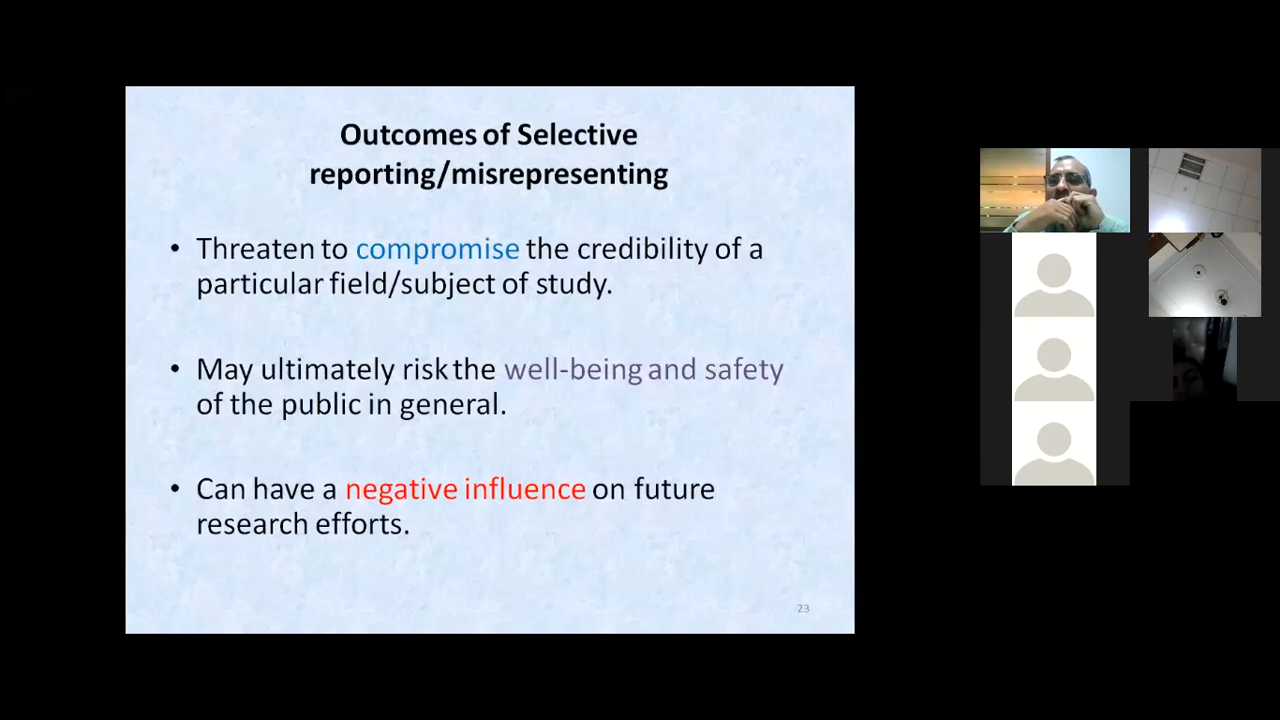 Outcomes of Selective
reporting/misrepresenting
• Threaten to compromise the credibility of a
particular field/subject of study.
• May ultimately risk the well-being and safety
of the public in general.
• Can have a negative influence on future
research efforts.
23